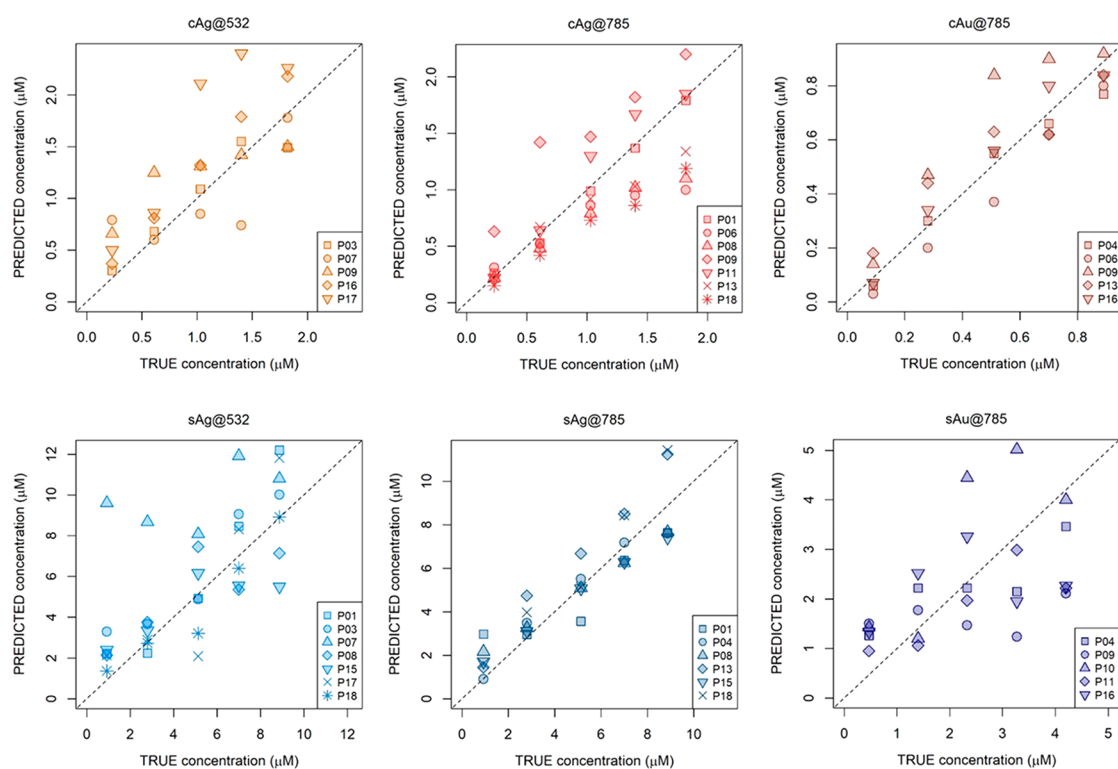 cAg@532
cAg@785
cAu@785
PREDICTED concentration (μM)
0.0 0.5 1.0 1.5 2.0
P03
P07
P09
P16
P17
0.0 0.5 1.0 1.5 2.0
TRUE concentration (μM)
PREDICTED concentration (μM)
0.0 0.5 1.0 1.5 2.0
P01
P06
P08
P09
P11
P13
P18
0.0 0.5 1.0 1.5 2.0
TRUE concentration (μM)
PREDICTED concentration (μM)
0.0 0.2 0.4 0.6 0.8
P04
P06
P09
P13
P16
0.0 0.2 0.4 0.6 0.8
TRUE concentration (μM)
sAg@532
sAg@785
sAu@785
PREDICTED concentration (μM)
0 2 4 6 8 10 12
P01
P03
P07
P08
P15
P17
P18
0 2 4 6 8 10 12
TRUE concentration (μM)
PREDICTED concentration (μM)
0 2 4 6 8 10
P01
P04
P08
P13
P15
P18
0 2 4 6 8 10
TRUE concentration (μM)
PREDICTED concentration (μM)
0 1 2 3 4 5
P04
P09
P10
P11
P16
0 1 2 3 4 5
TRUE concentration (μM)